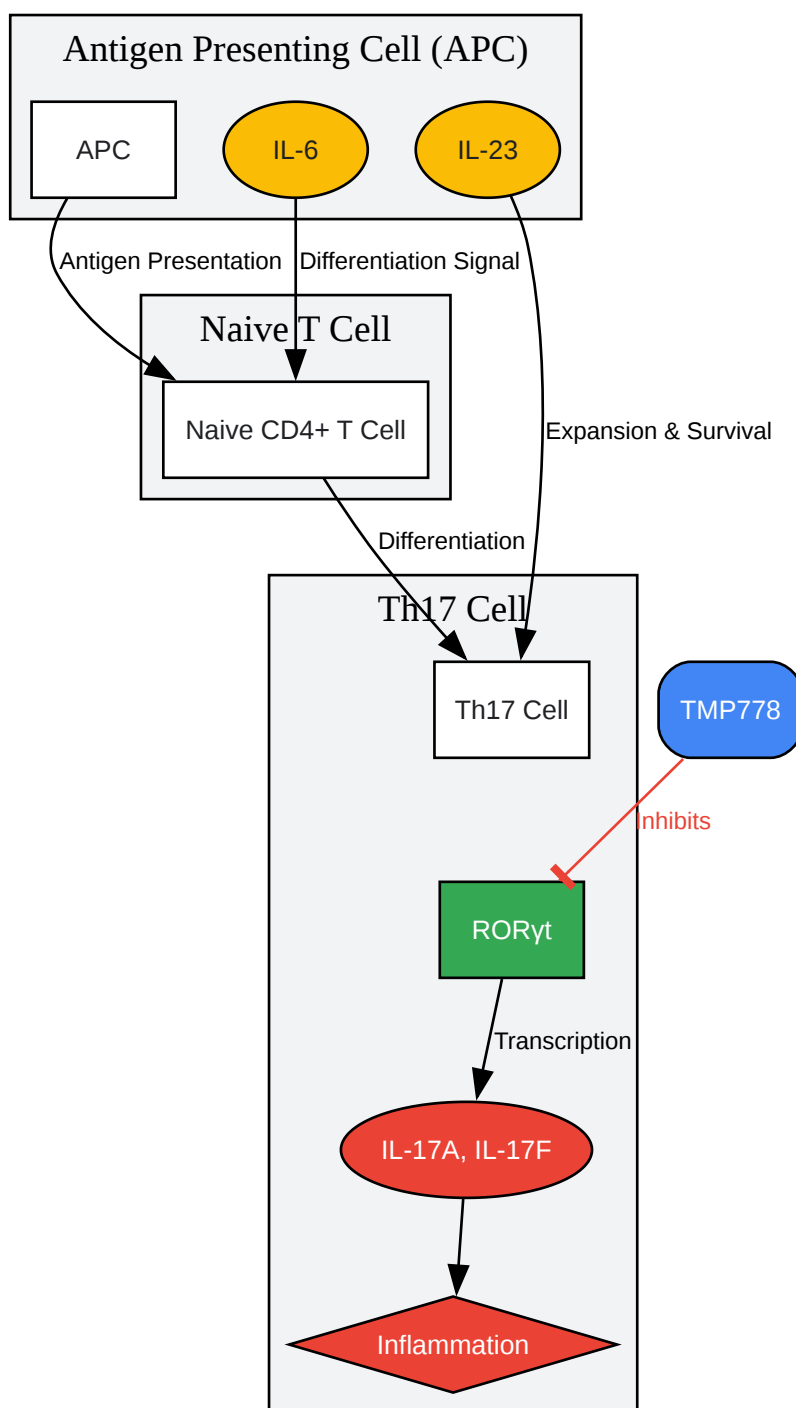 Antigen Presenting Cell (APC)
APC
IL-6
IL-23
Antigen Presentation
Differentiation Signal
Naive T Cell
Naive CD4+ T Cell
Expansion & Survival
Differentiation
Th17 Cell
Th17 Cell
TMP778
Inhibits
RORγt
Transcription
IL-17A, IL-17F
Inflammation